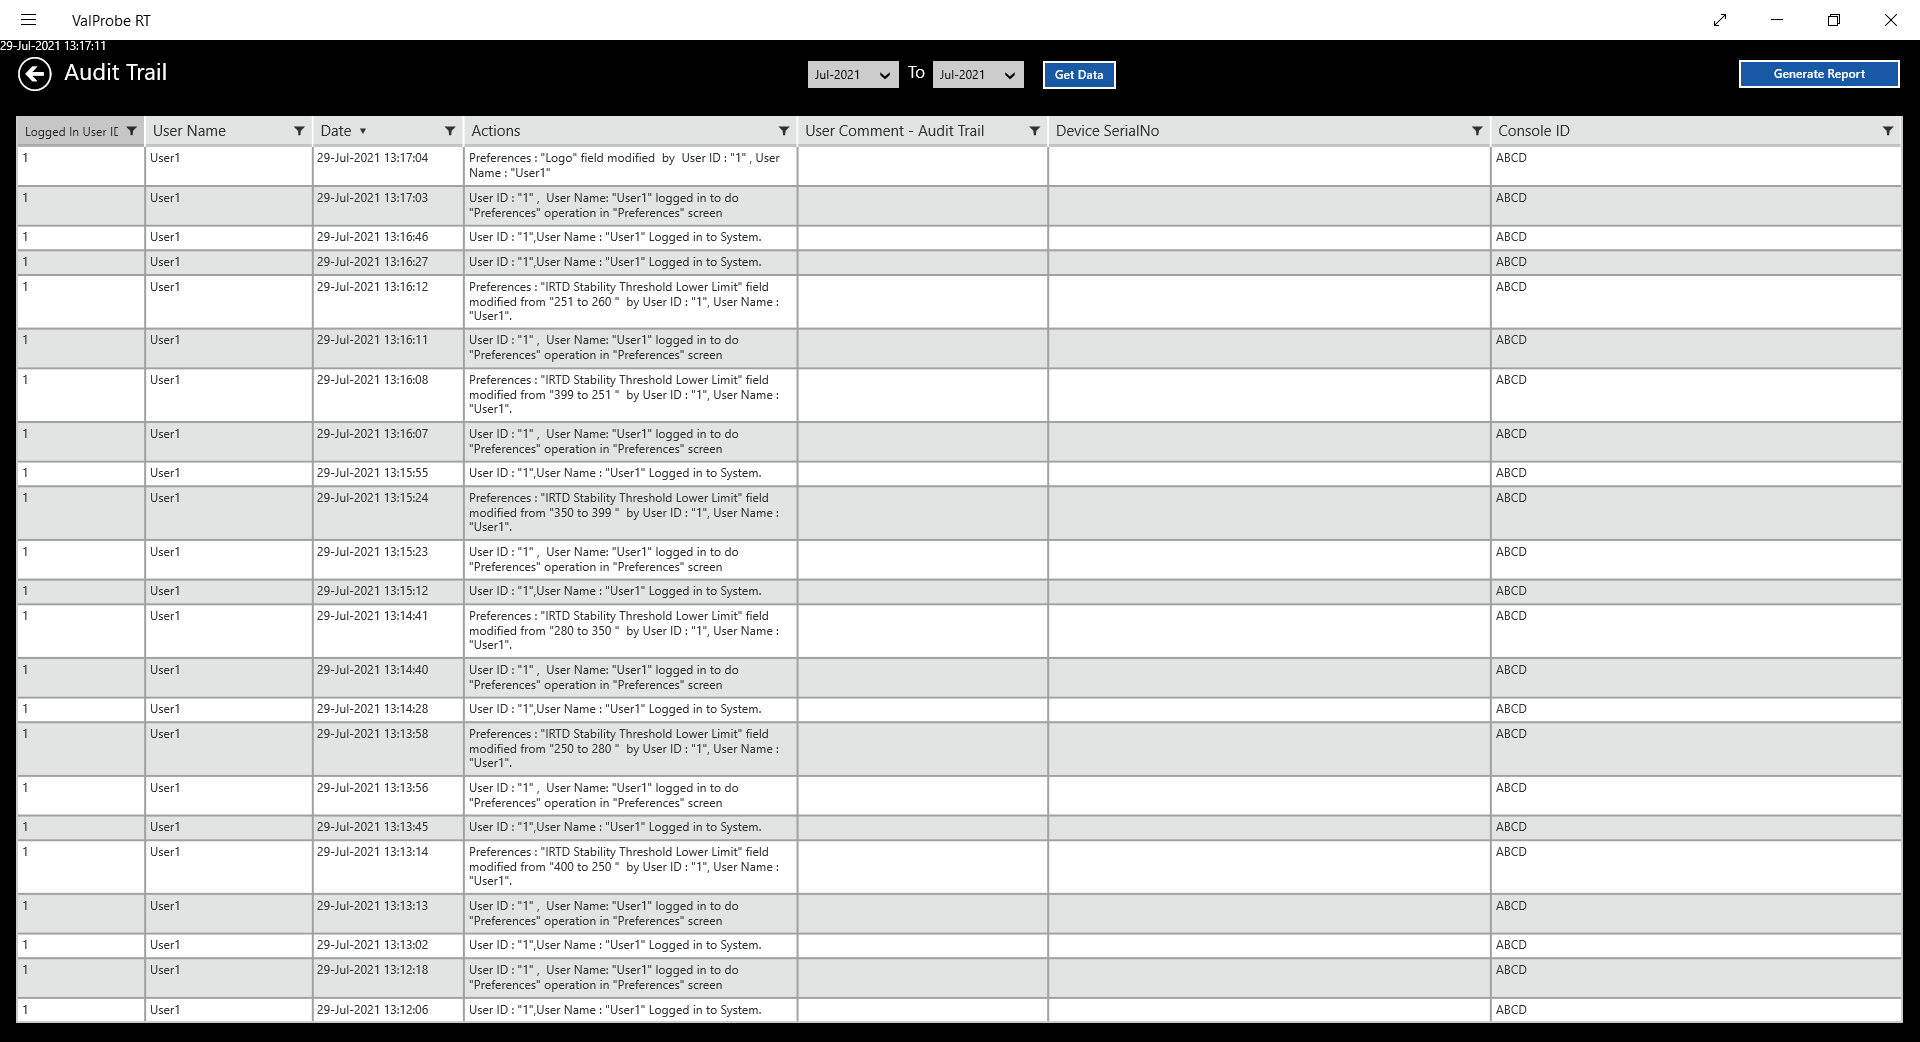 ValProbe RT
29-Jul-2021 13:17:11
Audit Trail
Jul-2021 To Jul-2021 Get Data
Generate Report
Logged In User ID User Name Date Actions User Comment - Audit Trail Device SerialNo Console ID
1 User1 29-Jul-2021 13:17:04 Preferences : "Logo" field modified by User ID : "1" , User ABCD
Name : "User1"
1 User1 29-Jul-2021 13:17:03 User ID : "1" , User Name: "User1" logged in to do ABCD
"Preferences" operation in "Preferences" screen
1 User1 29-Jul-2021 13:16:46 User ID : "1",User Name : "User1" Logged in to System. ABCD
1 User1 29-Jul-2021 13:16:27 User ID : "1",User Name : "User1" Logged in to System. ABCD
1 User1 29-Jul-2021 13:16:12 Preferences : "IRTD Stability Threshold Lower Limit" field ABCD
modified from "251 to 260 " by User ID : "1", User Name :
"User1".
1 User1 29-Jul-2021 13:16:11 User ID : "1" , User Name: "User1" logged in to do ABCD
"Preferences" operation in "Preferences" screen
1 User1 29-Jul-2021 13:16:08 Preferences : "IRTD Stability Threshold Lower Limit" field ABCD
modified from "399 to 251 " by User ID : "1", User Name :
"User1".
1 User1 29-Jul-2021 13:16:07 User ID : "1" , User Name: "User1" logged in to do ABCD
"Preferences" operation in "Preferences" screen
1 User1 29-Jul-2021 13:15:55 User ID : "1",User Name : "User1" Logged in to System. ABCD
1 User1 29-Jul-2021 13:15:24 Preferences : "IRTD Stability Threshold Lower Limit" field ABCD
modified from "350 to 399 " by User ID : "1", User Name :
"User1".
1 User1 29-Jul-2021 13:15:23 User ID : "1" , User Name: "User1" logged in to do ABCD
"Preferences" operation in "Preferences" screen
1 User1 29-Jul-2021 13:15:12 User ID : "1",User Name : "User1" Logged in to System. ABCD
1 User1 29-Jul-2021 13:14:41 Preferences : "IRTD Stability Threshold Lower Limit" field ABCD
modified from "280 to 350 " by User ID : "1", User Name :
"User1".
1 User1 29-Jul-2021 13:14:40 User ID : "1" , User Name: "User1" logged in to do ABCD
"Preferences" operation in "Preferences" screen
1 User1 29-Jul-2021 13:14:28 User ID : "1",User Name : "User1" Logged in to System. ABCD
1 User1 29-Jul-2021 13:13:58 Preferences : "IRTD Stability Threshold Lower Limit" field ABCD
modified from "250 to 280 " by User ID : "1", User Name :
"User1".
1 User1 29-Jul-2021 13:13:56 User ID : "1" , User Name: "User1" logged in to do ABCD
"Preferences" operation in "Preferences" screen
1 User1 29-Jul-2021 13:13:45 User ID : "1",User Name : "User1" Logged in to System. ABCD
1 User1 29-Jul-2021 13:13:14 Preferences : "IRTD Stability Threshold Lower Limit" field ABCD
modified from "400 to 250 " by User ID : "1", User Name :
"User1".
1 User1 29-Jul-2021 13:13:13 User ID : "1" , User Name: "User1" logged in to do ABCD
"Preferences" operation in "Preferences" screen
1 User1 29-Jul-2021 13:13:02 User ID : "1",User Name : "User1" Logged in to System. ABCD
1 User1 29-Jul-2021 13:12:18 User ID : "1" , User Name: "User1" logged in to do ABCD
"Preferences" operation in "Preferences" screen
1 User1 29-Jul-2021 13:12:06 User ID : "1",User Name : "User1" Logged in to System. ABCD